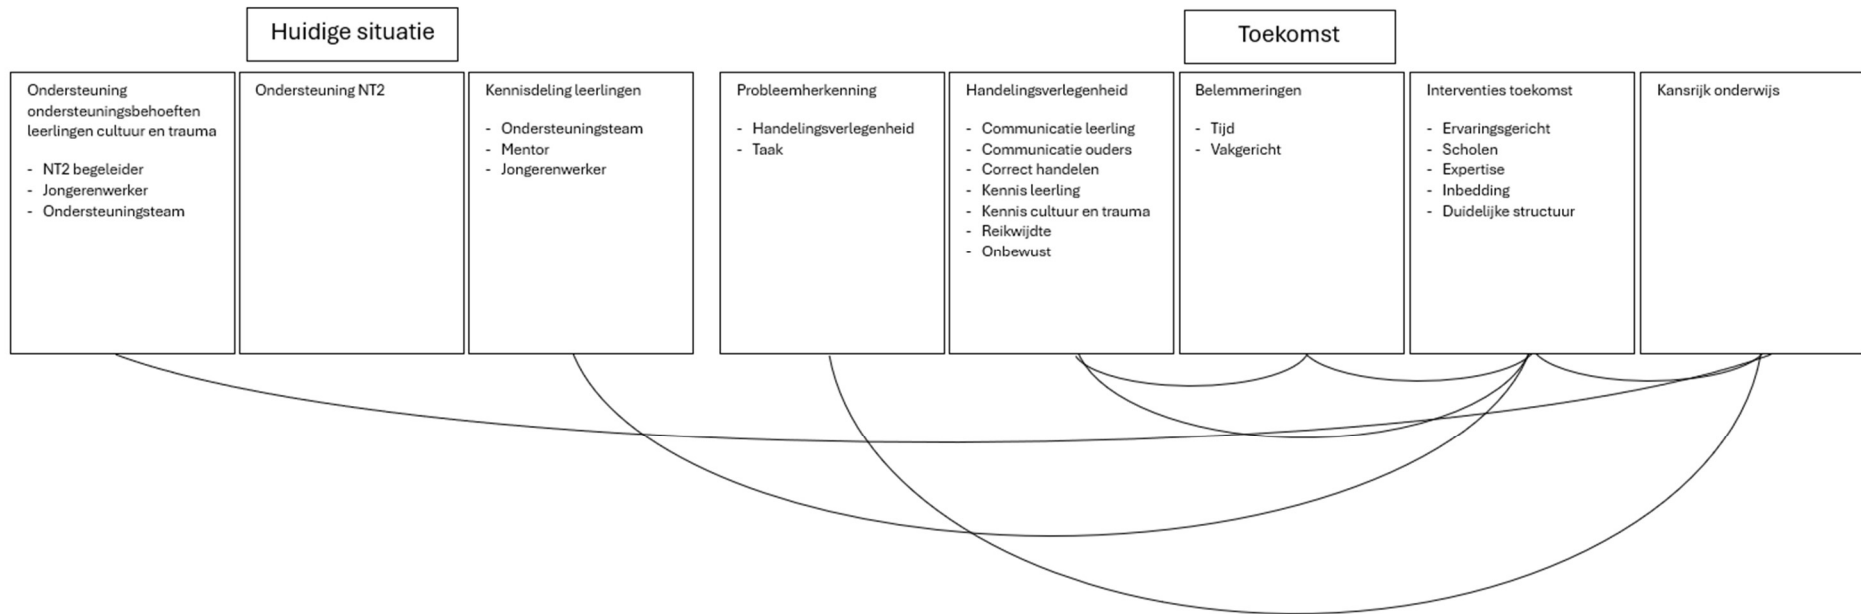 Huidige situatie
Toekomst
Ondersteuning
ondersteuningsbehoeften
leerlingen cultuur en trauma
- NT2 begeleider
- Jongerenwerker
- Ondersteuningsteam
Ondersteuning NT2
Kennisdeling leerlingen
- Ondersteuningsteam
- Mentor
- Jongerenwerker
Probleemherkenning
- Handelingsverlegenheid
- Taak
Handelingsverlegenheid
- Communicatie leerling
- Communicatie ouders
- Correct handelen
- Kennis leerling
- Kennis cultuur en trauma
- Reikwijdte
- Onbewust
Belemmeringen
- Tijd
- Vakgericht
Interventies toekomst
- Ervaringsgericht
- Scholen
- Expertise
- Inbedding
- Duidelijke structuur
Kansrijk onderwijs